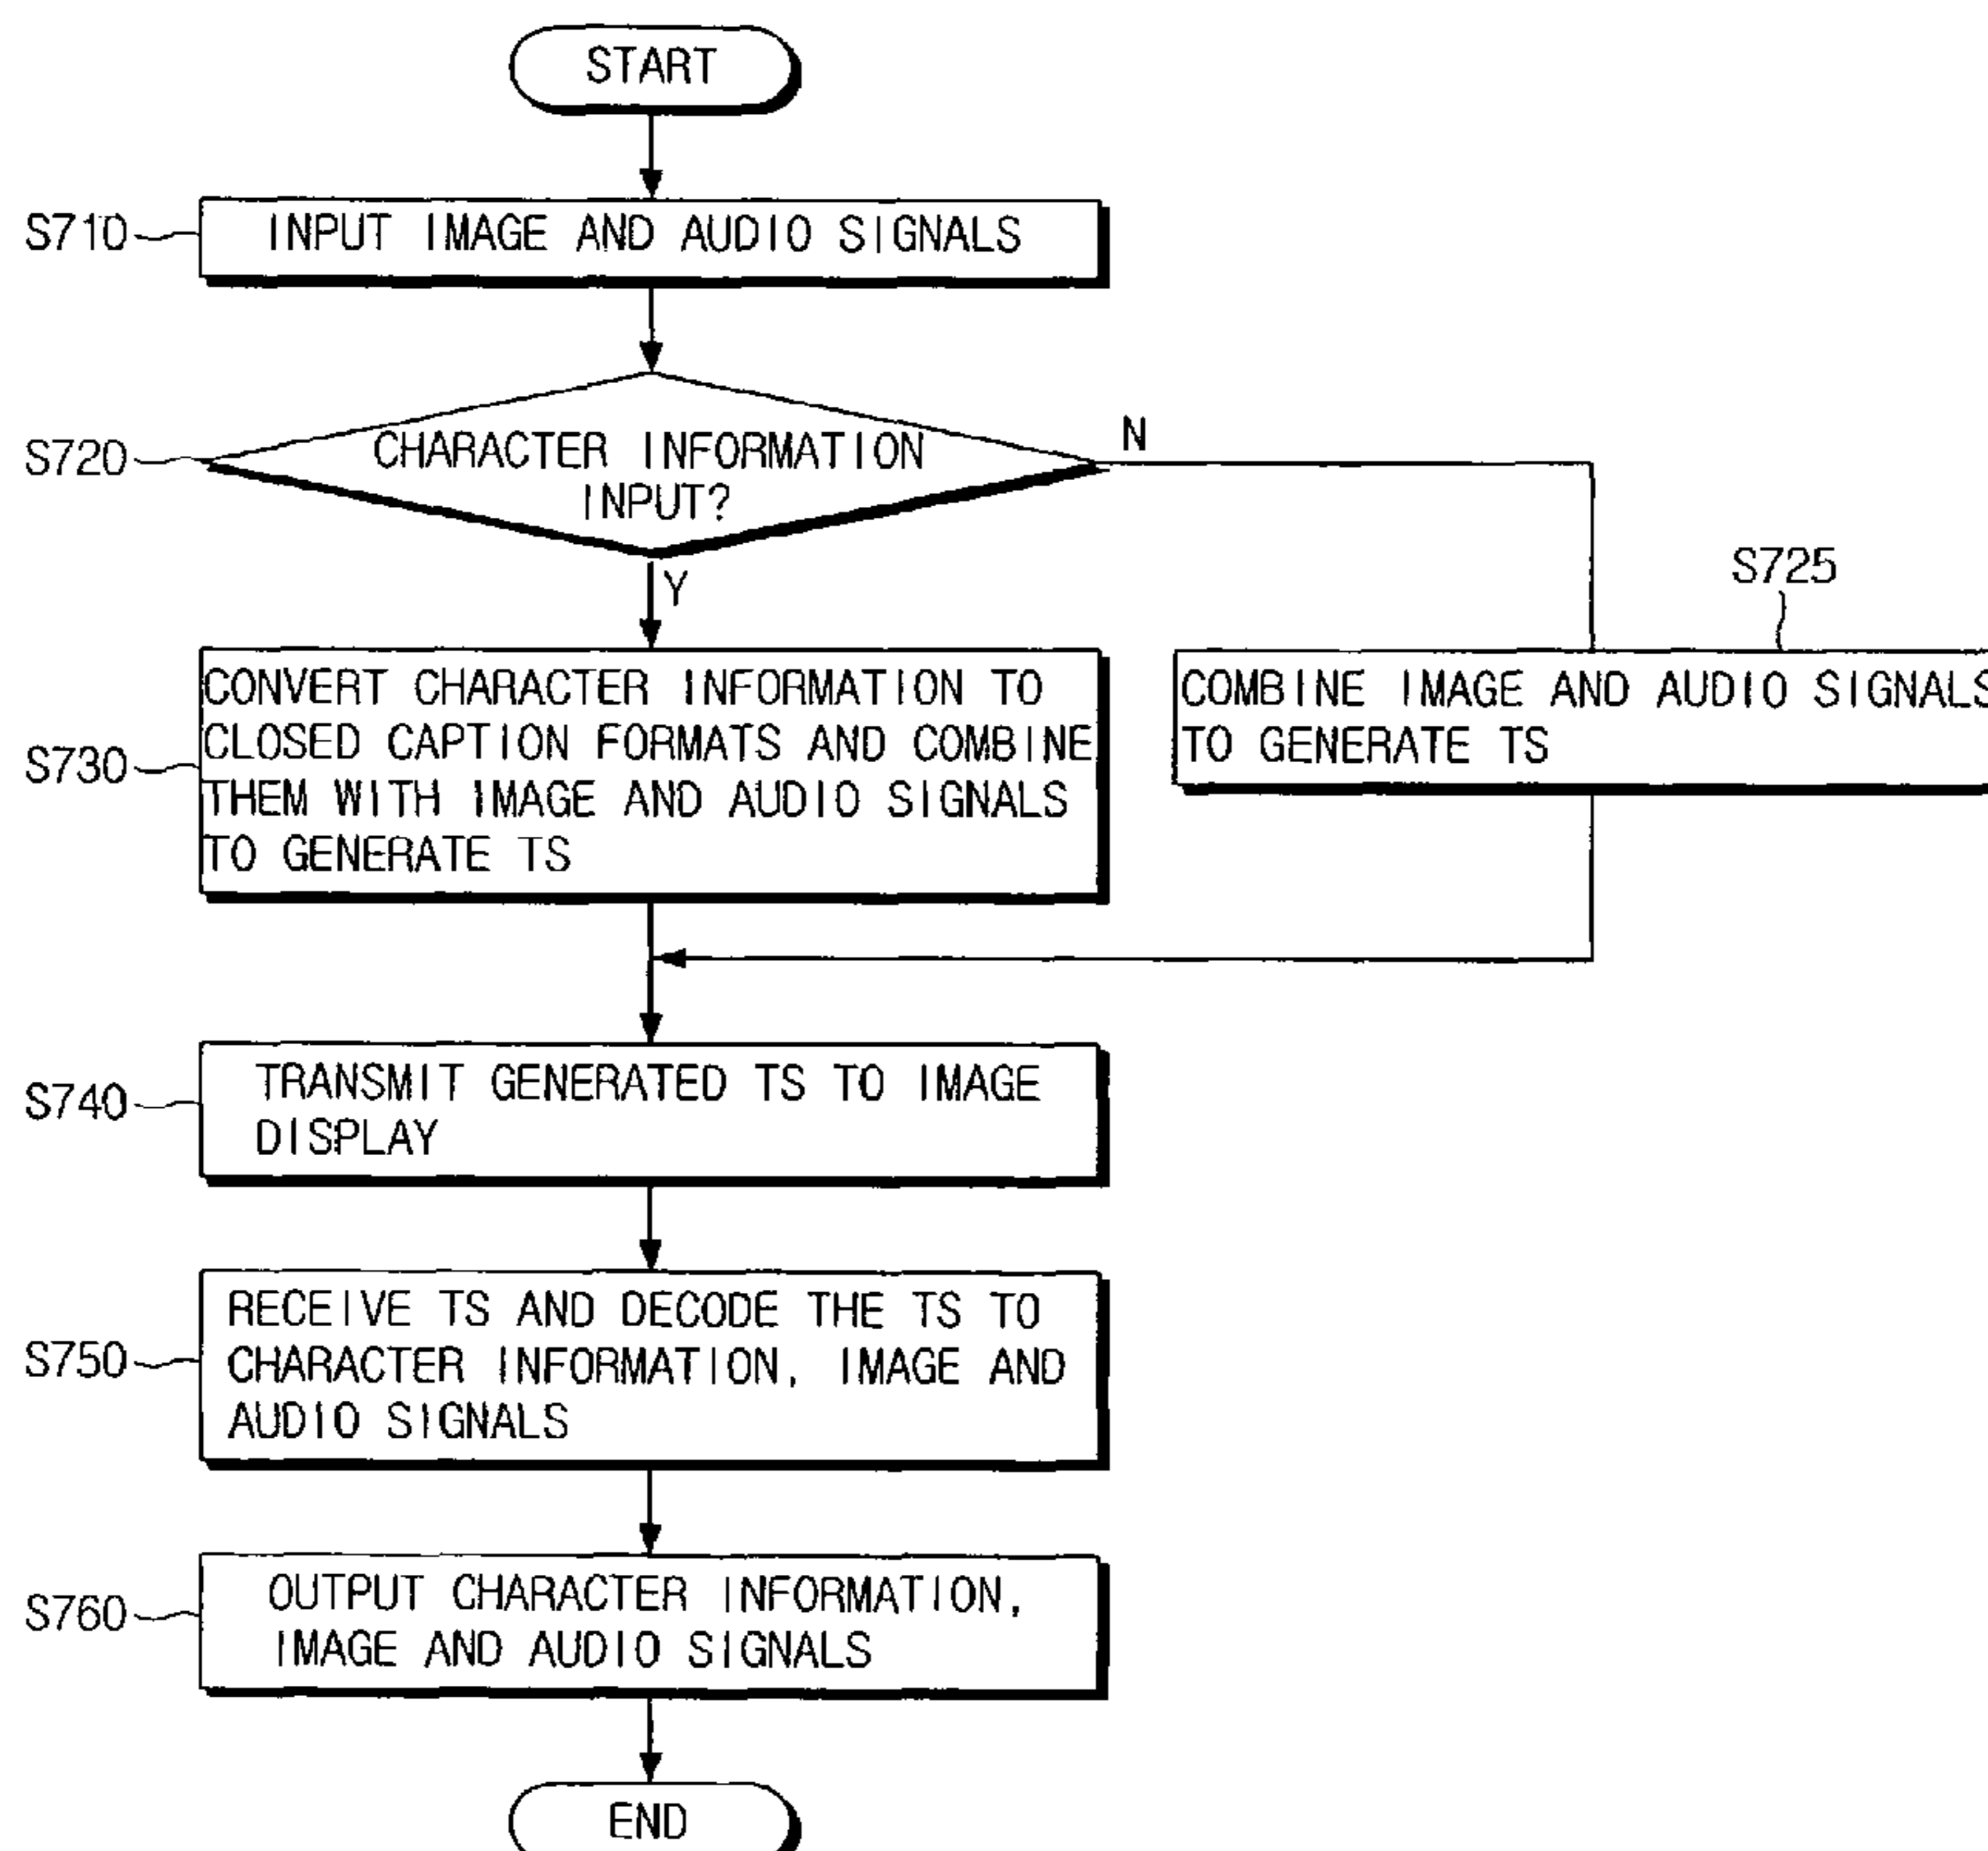 START
S710
INPUT IMAGE AND AUDIO SIGNALS
S720
CHARACTER INFORMATION
INPUT?
N
Y
S725
S730
CONVERT CHARACTER INFORMATION TO
CLOSED CAPTION FORMATS AND COMBINE
THEM WITH IMAGE AND AUDIO SIGNALS
TO GENERATE TS
COMBINE IMAGE AND AUDIO SIGNALS
TO GENERATE TS
S740
TRANSMIT GENERATED TS TO IMAGE
DISPLAY
S750
RECEIVE TS AND DECODE THE TS TO
CHARACTER INFORMATION, IMAGE AND
AUDIO SIGNALS
S760
OUTPUT CHARACTER INFORMATION,
IMAGE AND AUDIO SIGNALS
END